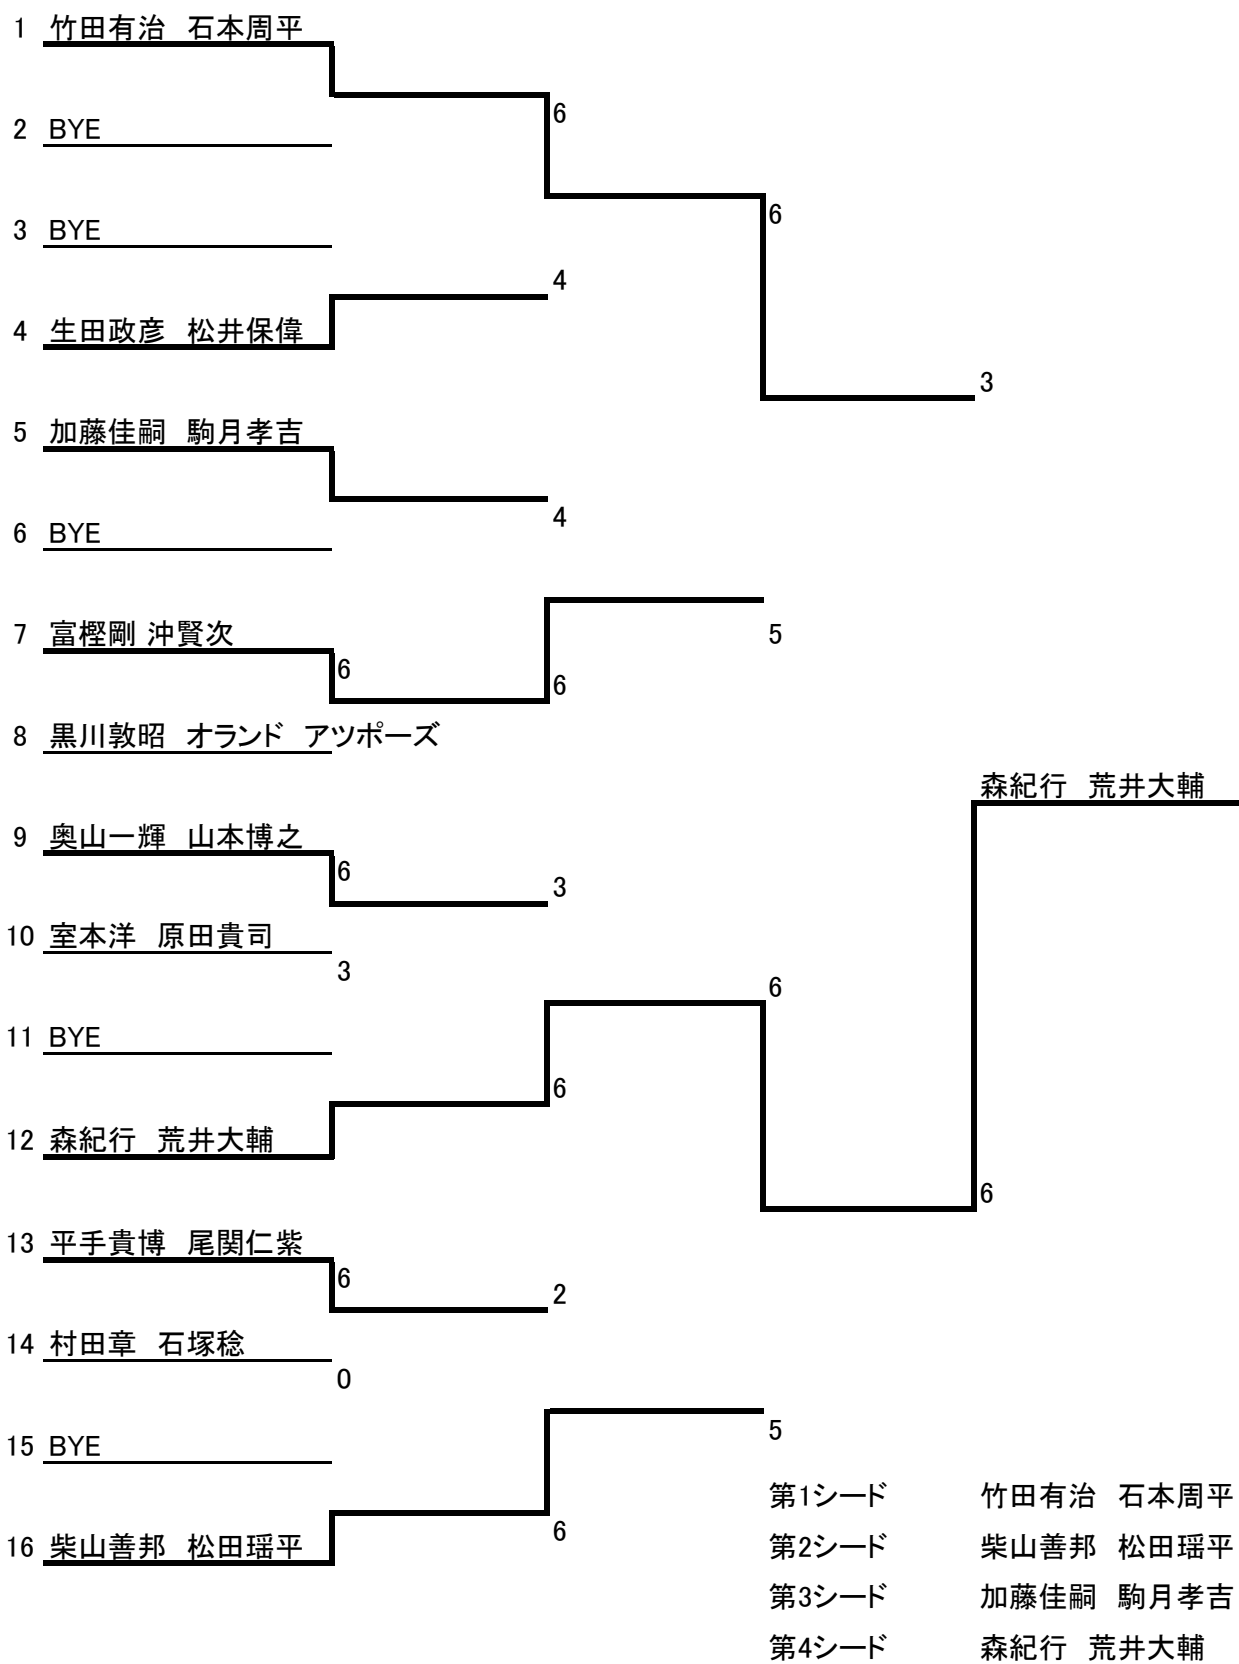 1 竹田有治 石本周平
6
2 BYE
6
3 BYE
4
4 生田政彦 松井保偉
3
5 加藤佳嗣 駒月孝吉
4
6 BYE
7 富樫剛 沖賢次
5
6
6
8 黒川敦昭 オランド アツポーズ
森紀行 荒井大輔
9 奥山一輝 山本博之
6
3
10 室本洋 原田貴司
3
6
11 BYE
6
12 森紀行 荒井大輔
6
13 平手貴博 尾関仁紫
6
2
14 村田章 石塚稔
0
5
15 BYE
6
16 柴山善邦 松田瑶平
第1シード 竹田有治 石本周平
第2シード 柴山善邦 松田瑶平
第3シード 加藤佳嗣 駒月孝吉
第4シード 森紀行 荒井大輔